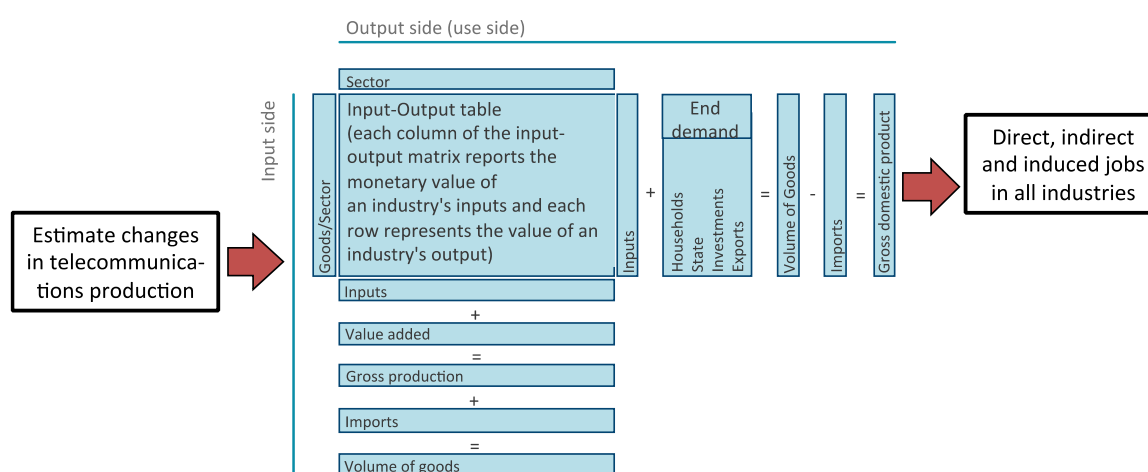 Output side (use side)
Input side
Sector
Goods/Sector
Input-Output table
(each column of the input-
output matrix reports the
monetary value of
an industry's inputs and each
row represents the value of an
industry's output)
Inputs
+
End
demand
Households
State
Investments
Exports
=
Volume of Goods
-
Imports
=
Gross domestic product
Direct, indirect
and induced jobs
in all industries
Estimate changes
in telecommunica-
tions production
Inputs
+
Value added
=
Gross production
+
Imports
=
Volume of goods